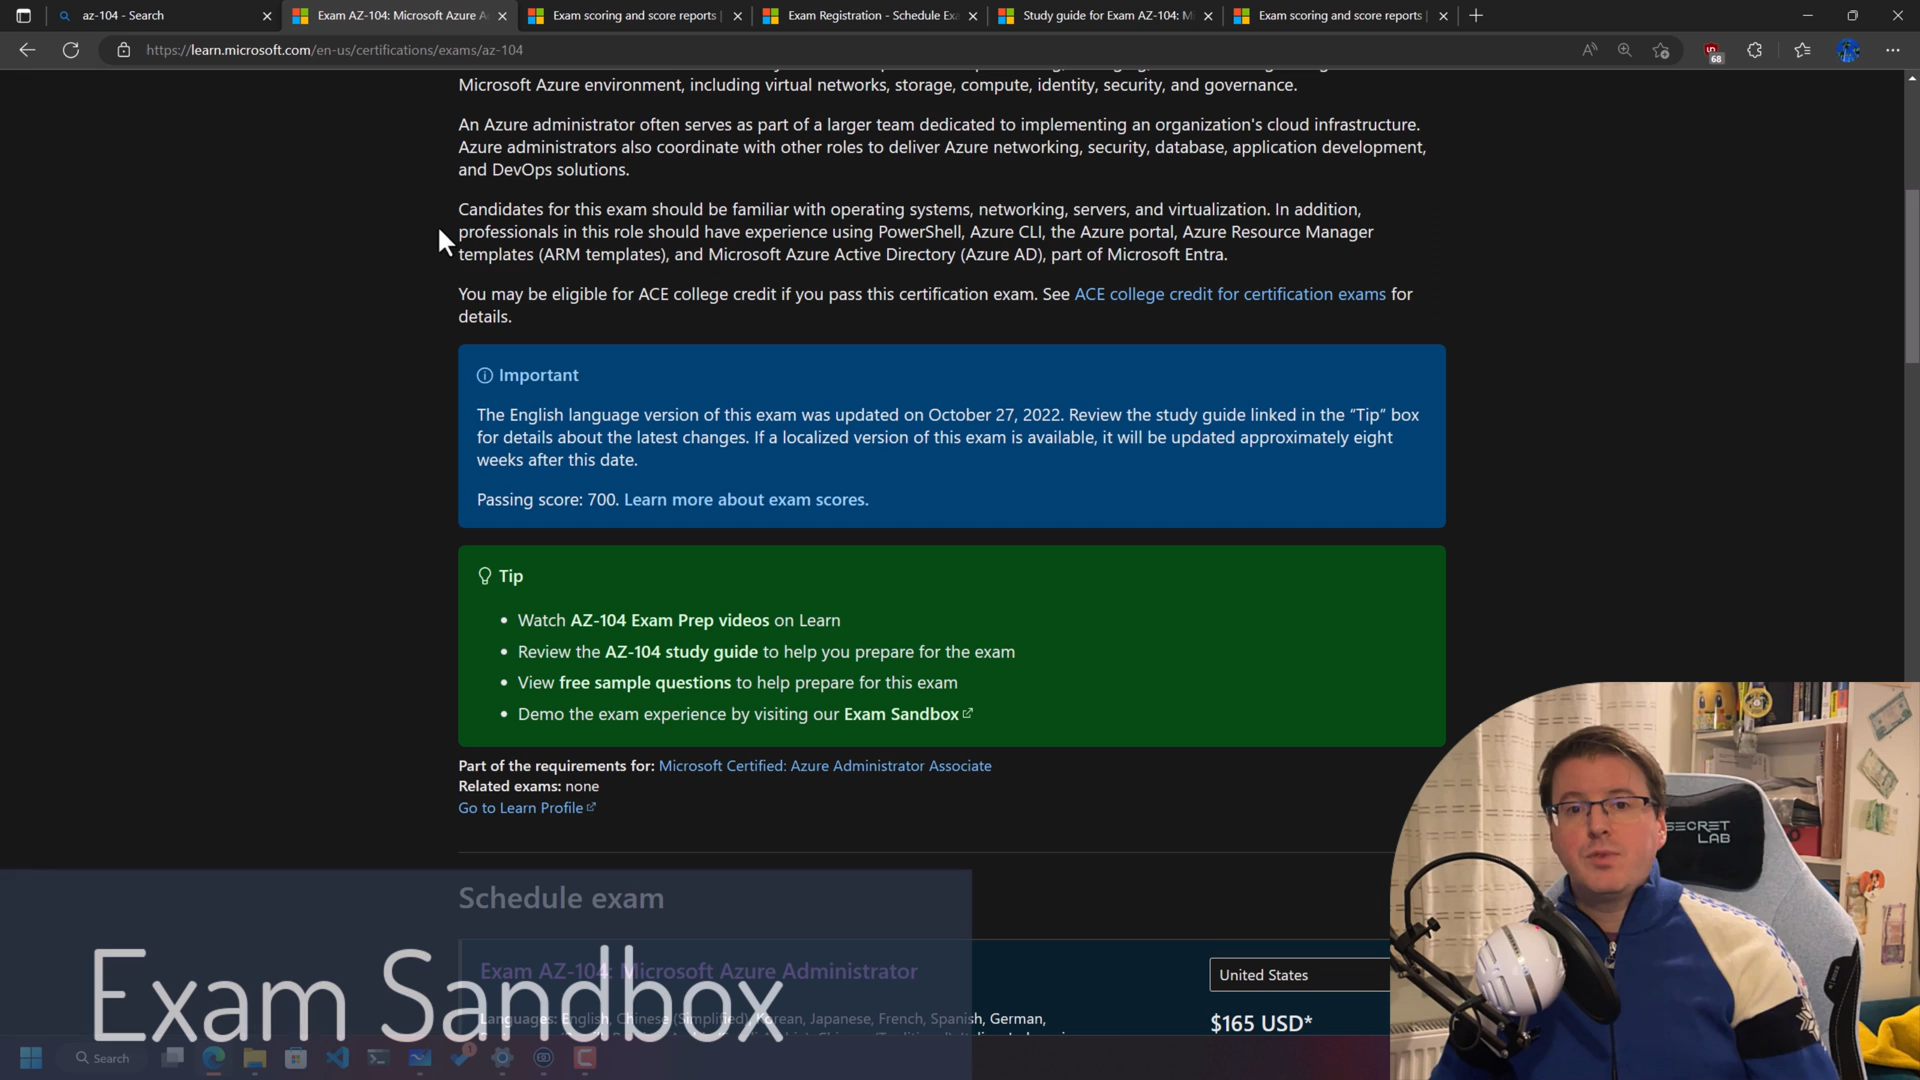 az-104 - Search
Exam AZ-104: Microsoft Azure A
Exam scoring and score reports
Exam Registration - Schedule Exa
Study guide for Exam AZ-104: Mi
Exam scoring and score reports
https://learn.microsoft.com/en-us/certifications/exams/az-104
68
Microsoft Azure environment, including virtual networks, storage, compute, identity, security, and governance.
An Azure administrator often serves as part of a larger team dedicated to implementing an organization's cloud infrastructure.
Azure administrators also coordinate with other roles to deliver Azure networking, security, database, application development,
and DevOps solutions.
Candidates for this exam should be familiar with operating systems, networking, servers, and virtualization. In addition,
professionals in this role should have experience using PowerShell, Azure CLI, the Azure portal, Azure Resource Manager
templates (ARM templates), and Microsoft Azure Active Directory (Azure AD), part of Microsoft Entra.
You may be eligible for ACE college credit if you pass this certification exam. See ACE college credit for certification exams for
details.
Important
The English language version of this exam was updated on October 27, 2022. Review the study guide linked in the “Tip” box
for details about the latest changes. If a localized version of this exam is available, it will be updated approximately eight
weeks after this date.
Passing score: 700. Learn more about exam scores.
Tip
• Watch AZ-104 Exam Prep videos on Learn
• Review the AZ-104 study guide to help you prepare for the exam
• View free sample questions to help prepare for this exam
• Demo the exam experience by visiting our Exam Sandbox
Part of the requirements for: Microsoft Certified: Azure Administrator Associate
Related exams: none
Go to Learn Profile
SECRET
LAB
Schedule exam
Exam AZ-104: Microsoft Azure Administrator
United States
Exam Sandbox
Languages: English, Chinese (Simplified), Korean, Japanese, French, Spanish, German,
$165 USD*
Search
1